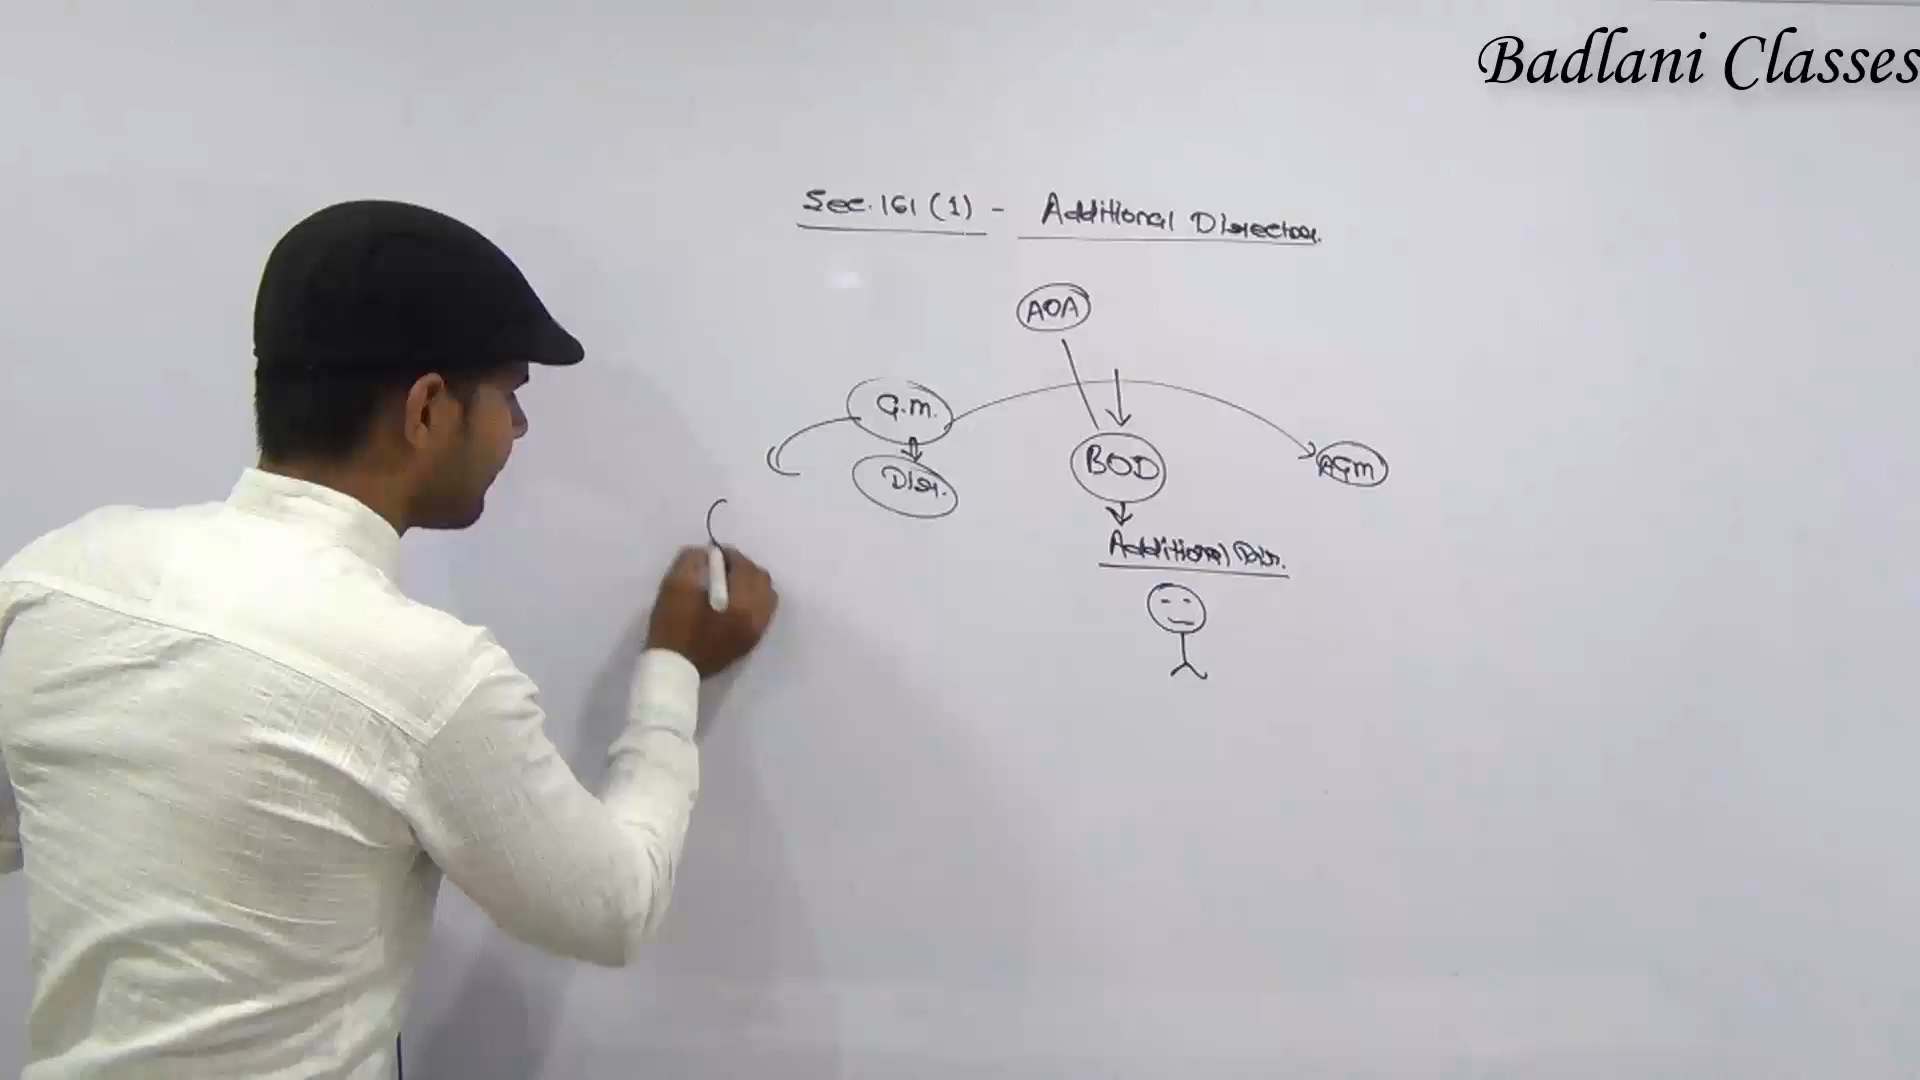 Badlani Classes
Sec. 161 (1) - Additional Director.
AOA
G.M.
BOD
AGM
Dir.
Additional Dir.